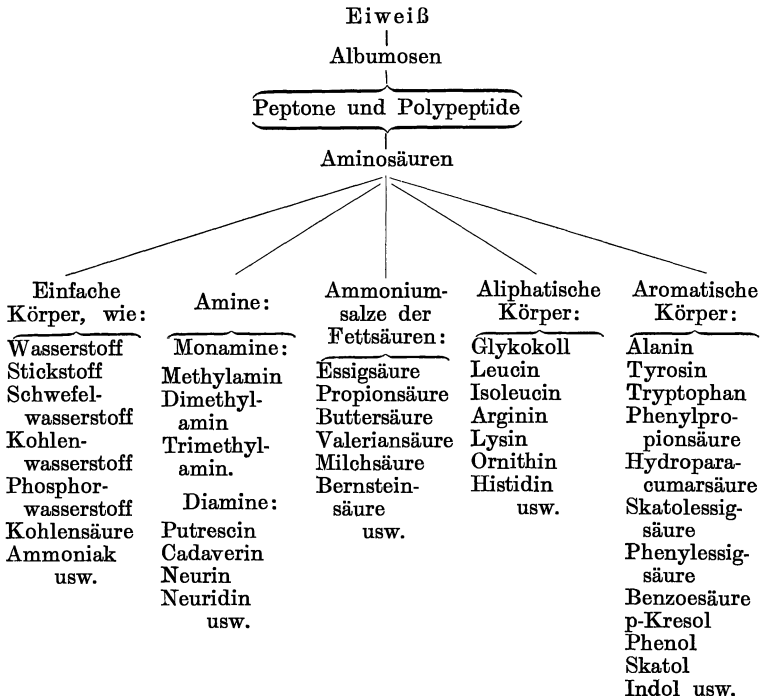 Eiweiß
Albumosen
Peptone und Polypeptide
Aminosäuren
Einfache
Körper, wie:
Wasserstoff
Stickstoff
Schwefel-
wasserstoff
Kohlen-
wasserstoff
Phosphor-
wasserstoff
Kohlensäure
Ammoniak
usw.
Amine:
Monamine:
Methylamin
Dimethyl-
amin
Trimethyl-
amin.
Diamine:
Putrescin
Cadaverin
Neurin
Neuridin
usw.
Ammonium-
salze der
Fettsäuren:
Essigsäure
Propionsäure
Buttersäure
Valeriansäure
Milchsäure
Bernstein-
säure
usw.
Aliphatische
Körper:
Glykokoll
Leucin
Isoleucin
Arginin
Lysin
Ornithin
Histidin
usw.
Aromatische
Körper:
Alanin
Tyrosin
Tryptophan
Phenylpro-
pionsäure
Hydropara-
cumarsäure
Skatolessig-
säure
Phenylessig-
säure
Benzoesäure
p-Kresol
Phenol
Skatol
Indol usw.